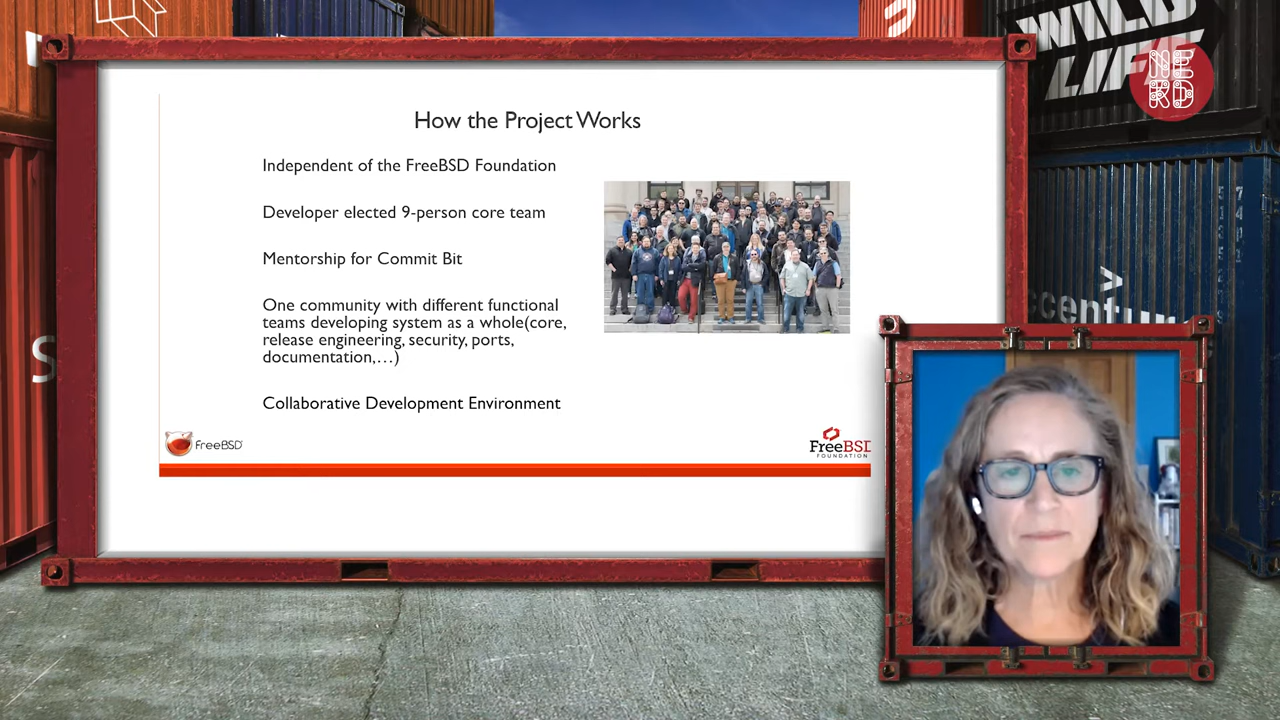 WILD
LIF
NE
RD
How the Project Works
Independent of the FreeBSD Foundation
Developer elected 9-person core team
Mentorship for Commit Bit
One community with different functional
teams developing system as a whole(core,
release engineering, security, ports,
documentation,…)
Collaborative Development Environment
FreeBSD
FreeBSD
FOUNDATION
ccentur
S